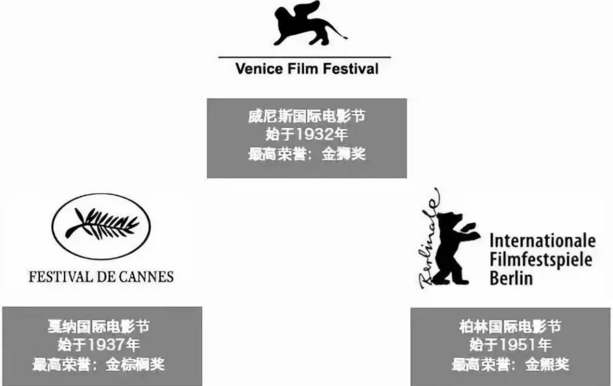 Venice Film Festival
威尼斯国际电影节
始于1932年
最高荣誉：金狮奖
FESTIVAL DE CANNES
戛纳国际电影节
始于1937年
最高荣誉：金棕榈奖
Berlinale
Internationale
Filmfestspiele
Berlin
柏林国际电影节
始于1951年
最高荣誉：金熊奖